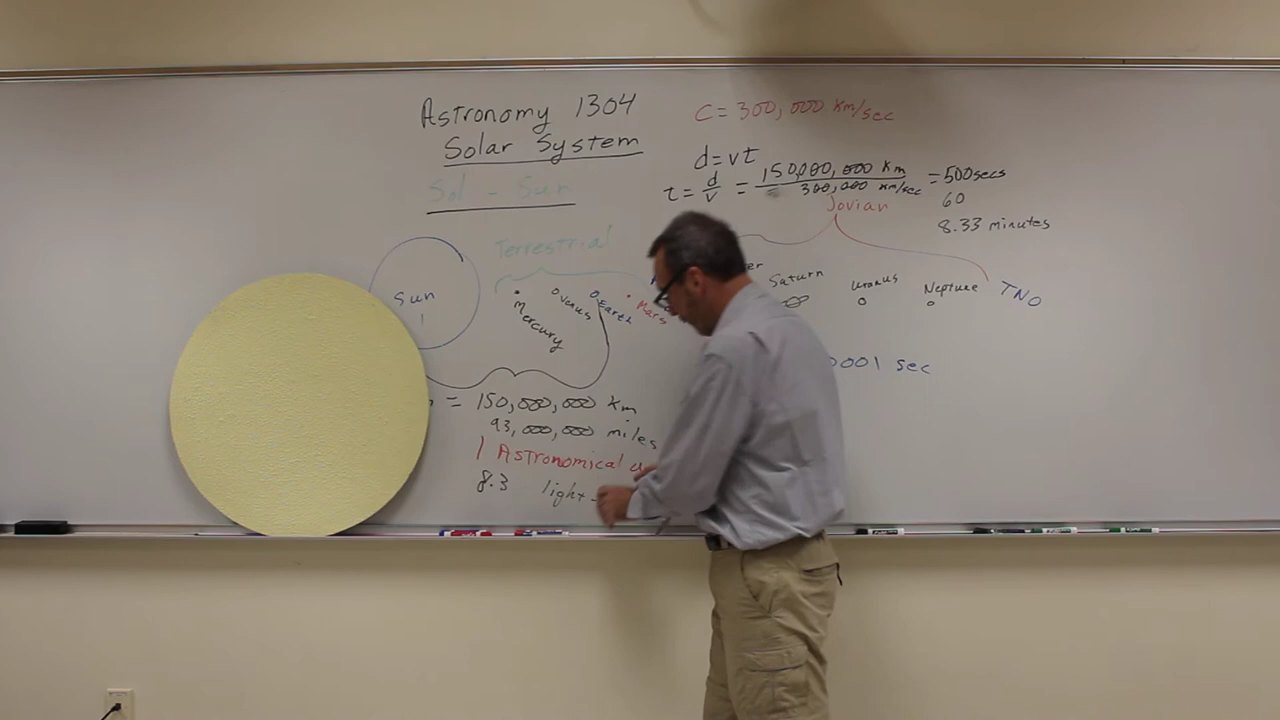 Astronomy 1304
Solar System
Sol - Sun
C = 300,000 km/sec
d = vt
t = d/v = 150,000,000 km / 300,000 km/sec = 500 secs
60
8.33 minutes
Jovian
Terrestrial
Sun
Mercury
Venus
Earth
Mars
Saturn
Uranus
Neptune
TNO
0001 sec
= 150,000,000 km
93,000,000 miles
1 Astronomical
8.3 light -